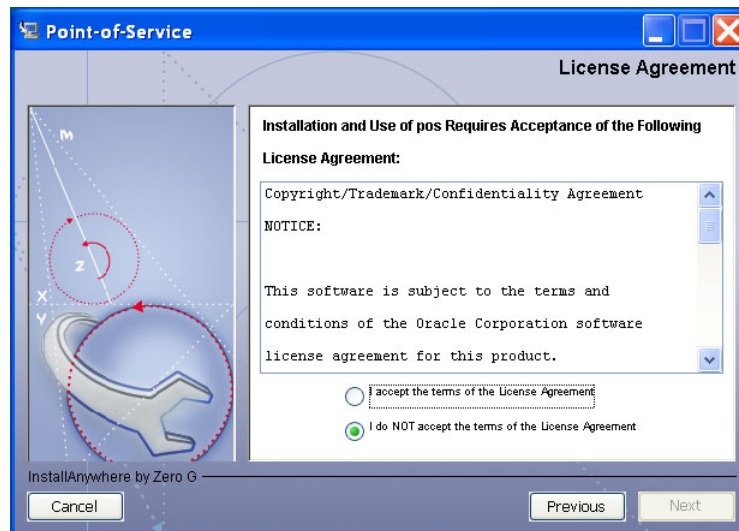 Point-of-Service
License Agreement
m
z
X
Y
Installation and Use of pos Requires Acceptance of the Following
License Agreement:
Copyright/Trademark/Confidentiality Agreement
NOTICE:
This software is subject to the terms and
conditions of the Oracle Corporation software
license agreement for this product.
I accept the terms of the License Agreement
I do NOT accept the terms of the License Agreement
InstallAnywhere by Zero G
Cancel
Previous
Next